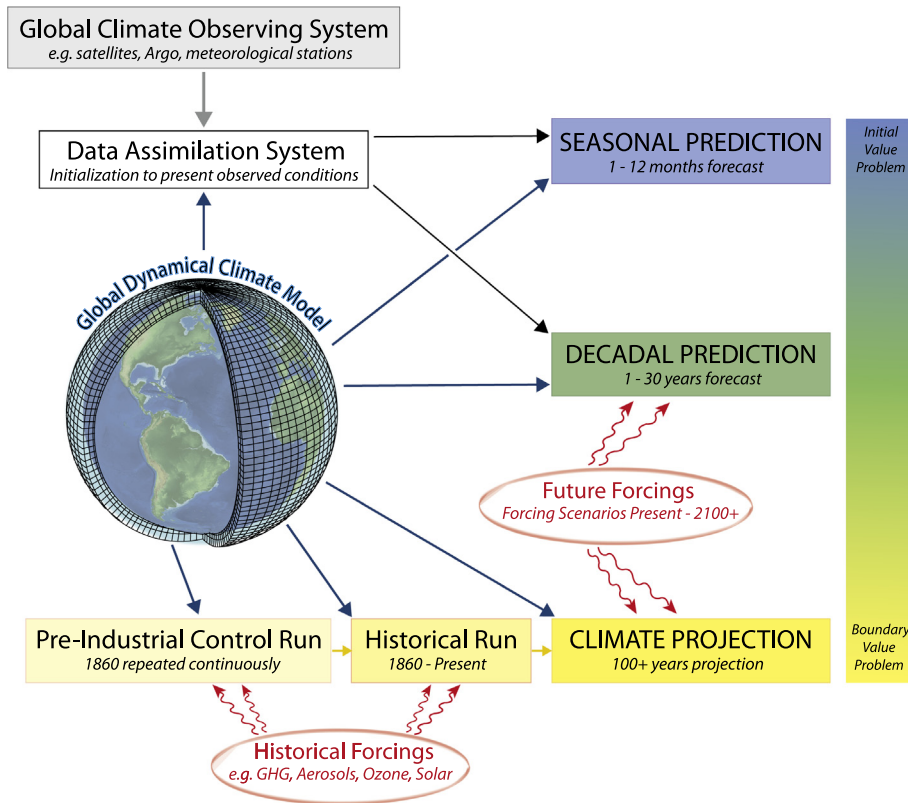 Global Climate Observing System
e.g. satellites, Argo, meteorological stations
Data Assimilation System
Initialization to present observed conditions
SEASONAL PREDICTION
1 - 12 months forecast
Initial
Value
Problem
Global Dynamical Climate Model
DECADAL PREDICTION
1 - 30 years forecast
Future Forcings
Forcing Scenarios Present - 2100+
Pre-Industrial Control Run
1860 repeated continuously
Historical Run
1860 - Present
CLIMATE PROJECTION
100+ years projection
Boundary
Value
Problem
Historical Forcings
e.g. GHG, Aerosols, Ozone, Solar